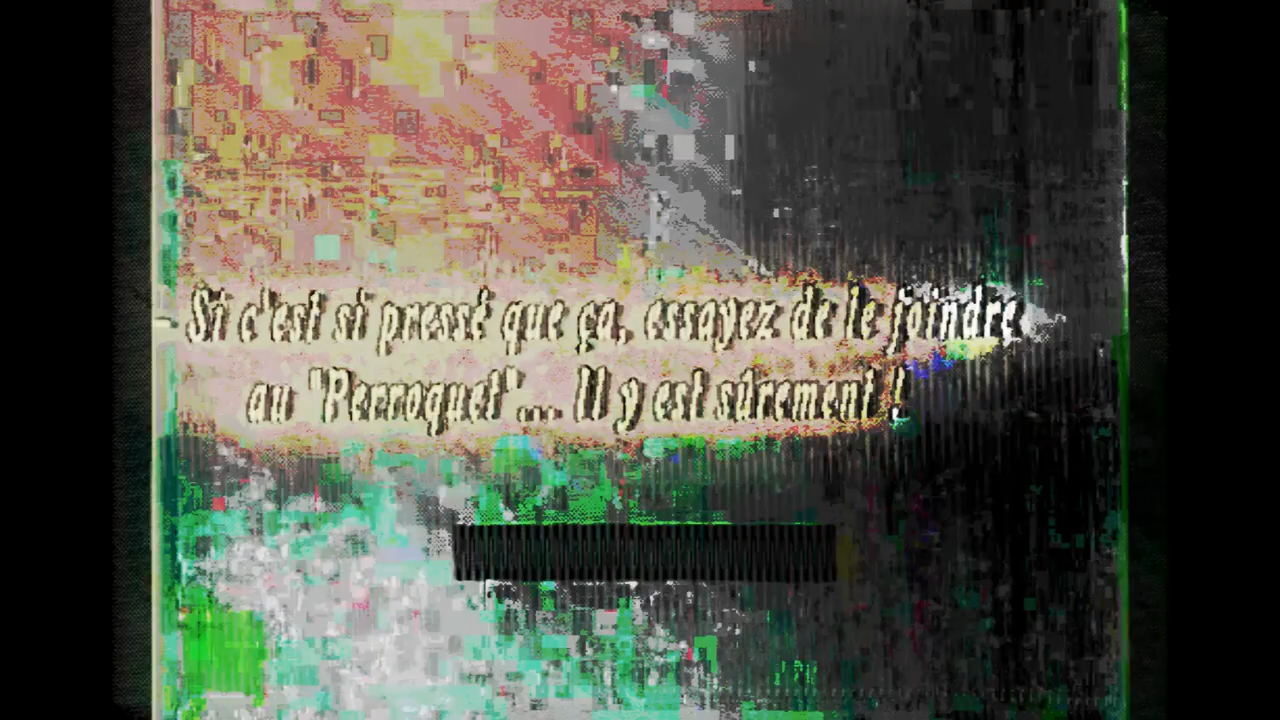 Si c'est si pressé que ça, essayez de le joindre
au "Perroquet"... Il y est sûrement !